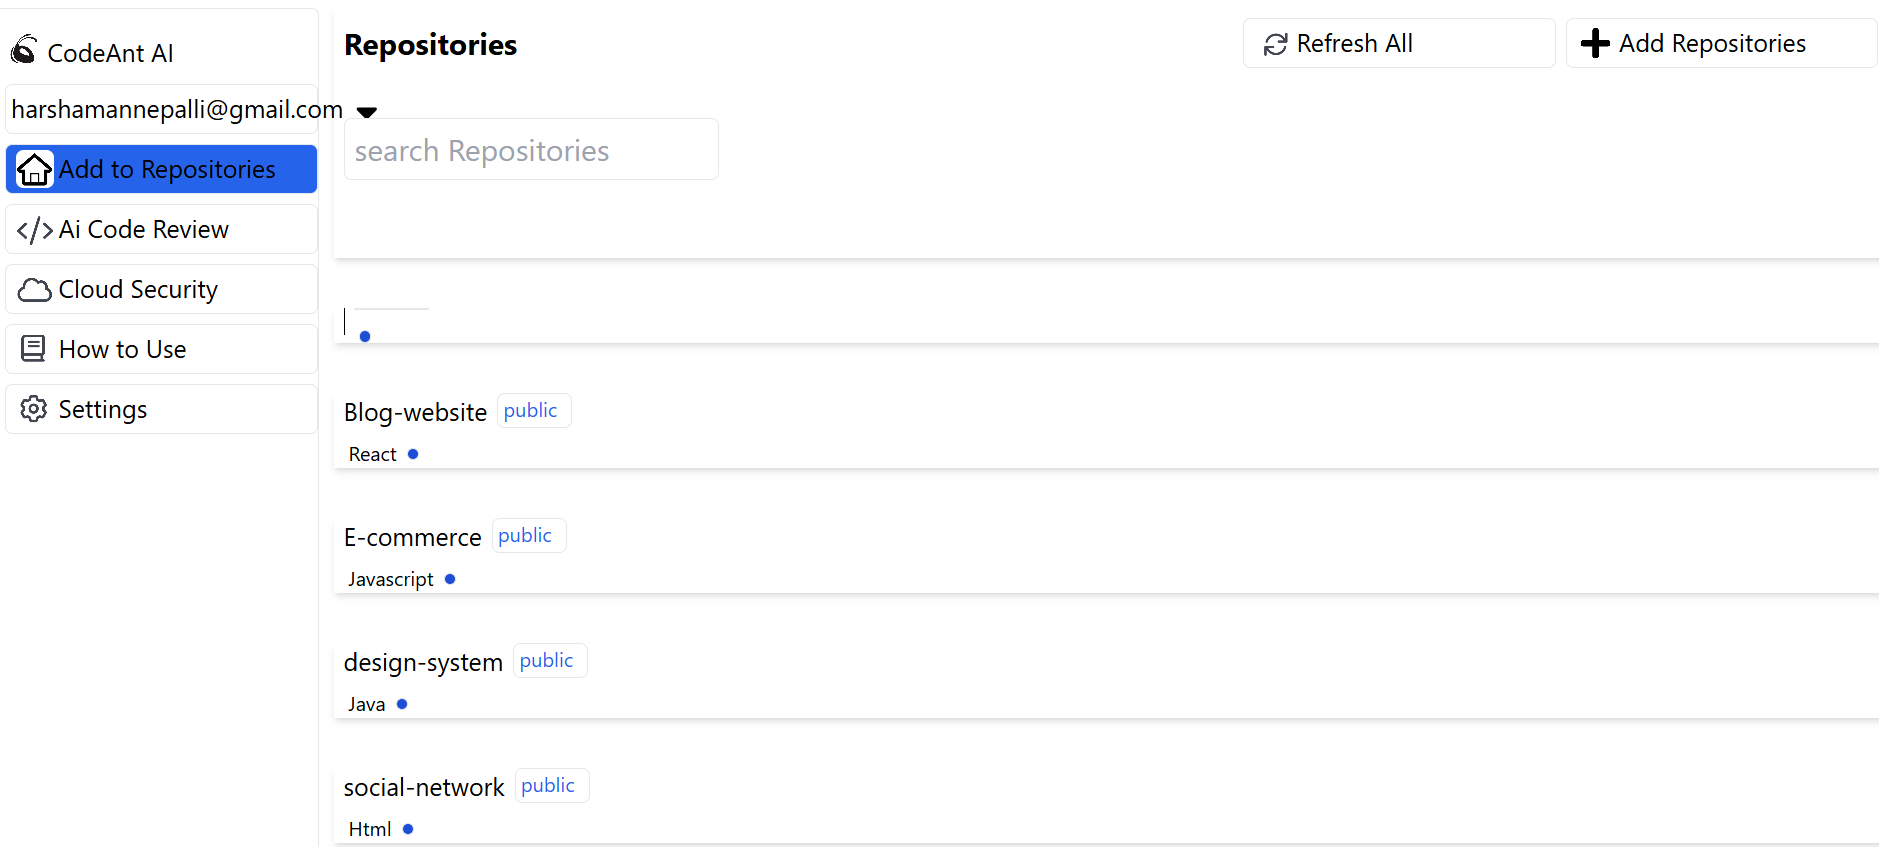 CodeAnt AI
harshamannepalli@gmail.com
Add to Repositories
Ai Code Review
Cloud Security
How to Use
Settings
Repositories
Refresh All
Add Repositories
search Repositories
Blog-website public
React
E-commerce public
Javascript
design-system public
Java
social-network public
Html